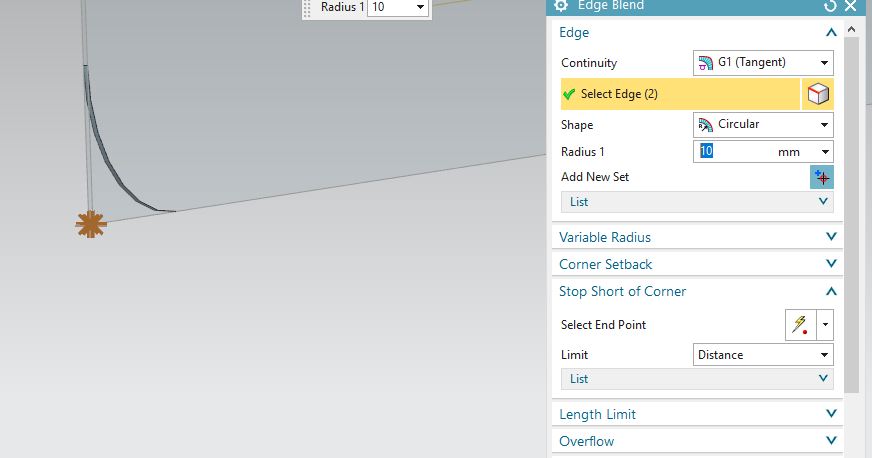 Radius 1 10
Edge Blend
Edge
Continuity G1 (Tangent)
Select Edge (2)
Shape Circular
Radius 1 10 mm
Add New Set
List
Variable Radius
Corner Setback
Stop Short of Corner
Select End Point
Limit Distance
List
Length Limit
Overflow